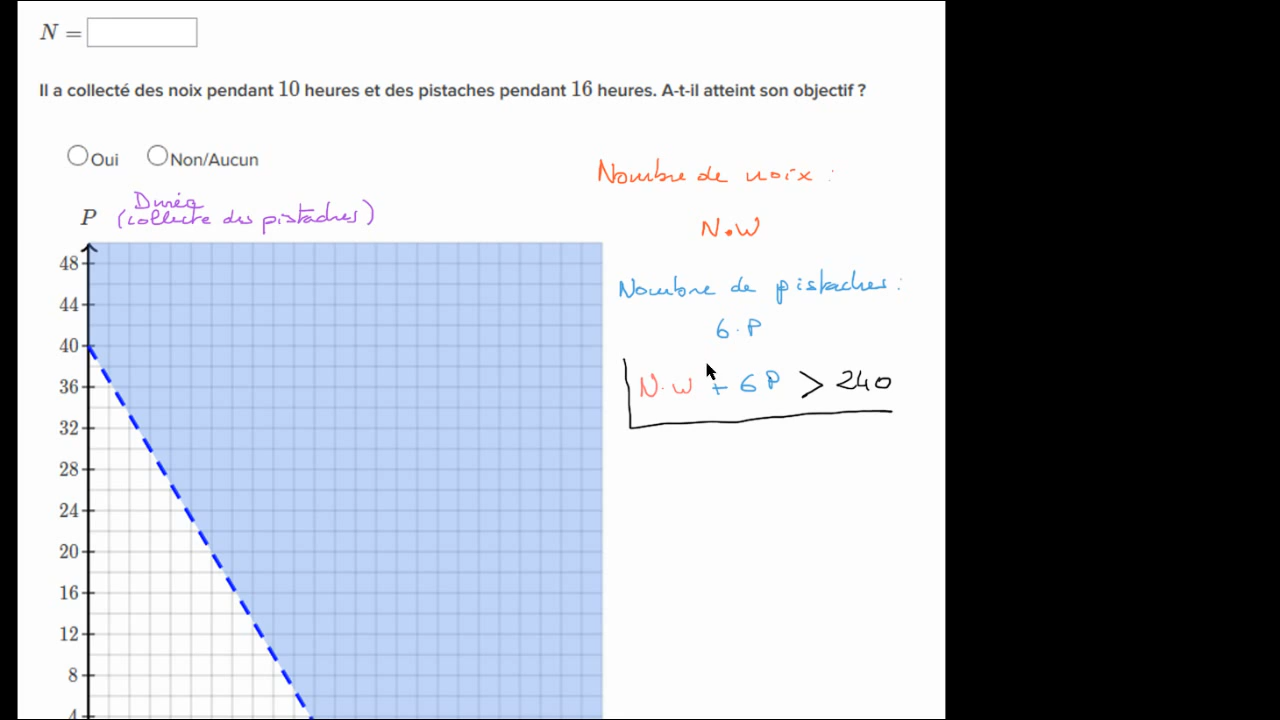 N =
Il a collecté des noix pendant 10 heures et des pistaches pendant 16 heures. A-t-il atteint son objectif ?
Oui Non/Aucun
Nombre de noix :
Durée
P (collecte des pistaches)
N.W
Nombre de pistaches :
6.P
N.W + 6P > 240
48
44
40
36
32
28
24
20
16
12
8
4